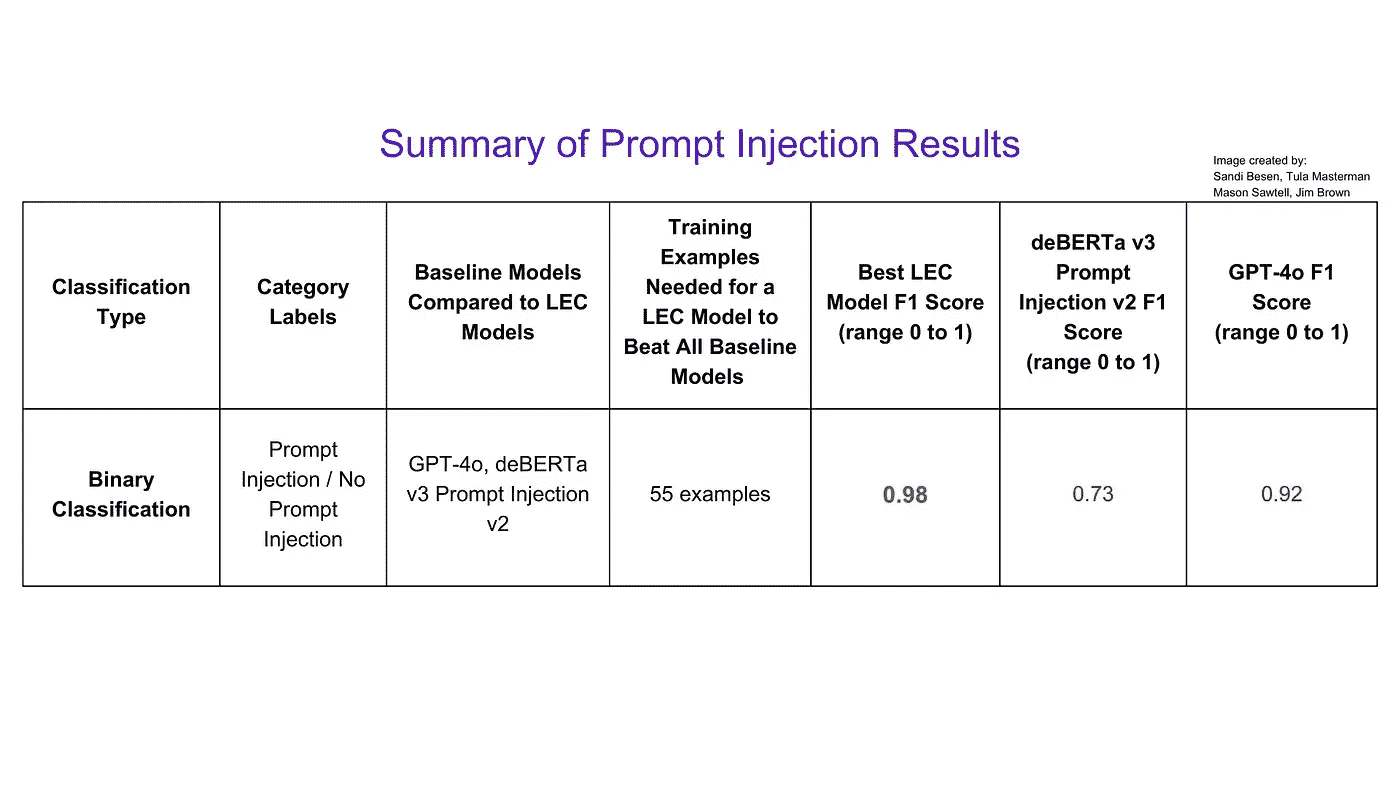 Summary of Prompt Injection Results
Image created by:
Sandi Besen, Tula Masterman
Mason Sawtell, Jim Brown
Classification
Type
Category
Labels
Baseline Models
Compared to LEC
Models
Training
Examples
Needed for a
LEC Model to
Beat All Baseline
Models
Best LEC
Model F1 Score
(range 0 to 1)
deBERTa v3
Prompt
Injection v2 F1
Score
(range 0 to 1)
GPT-4o F1
Score
(range 0 to 1)
Binary
Classification
Prompt
Injection / No
Prompt
Injection
GPT-4o, deBERTa
v3 Prompt Injection
v2
55 examples
0.98
0.73
0.92